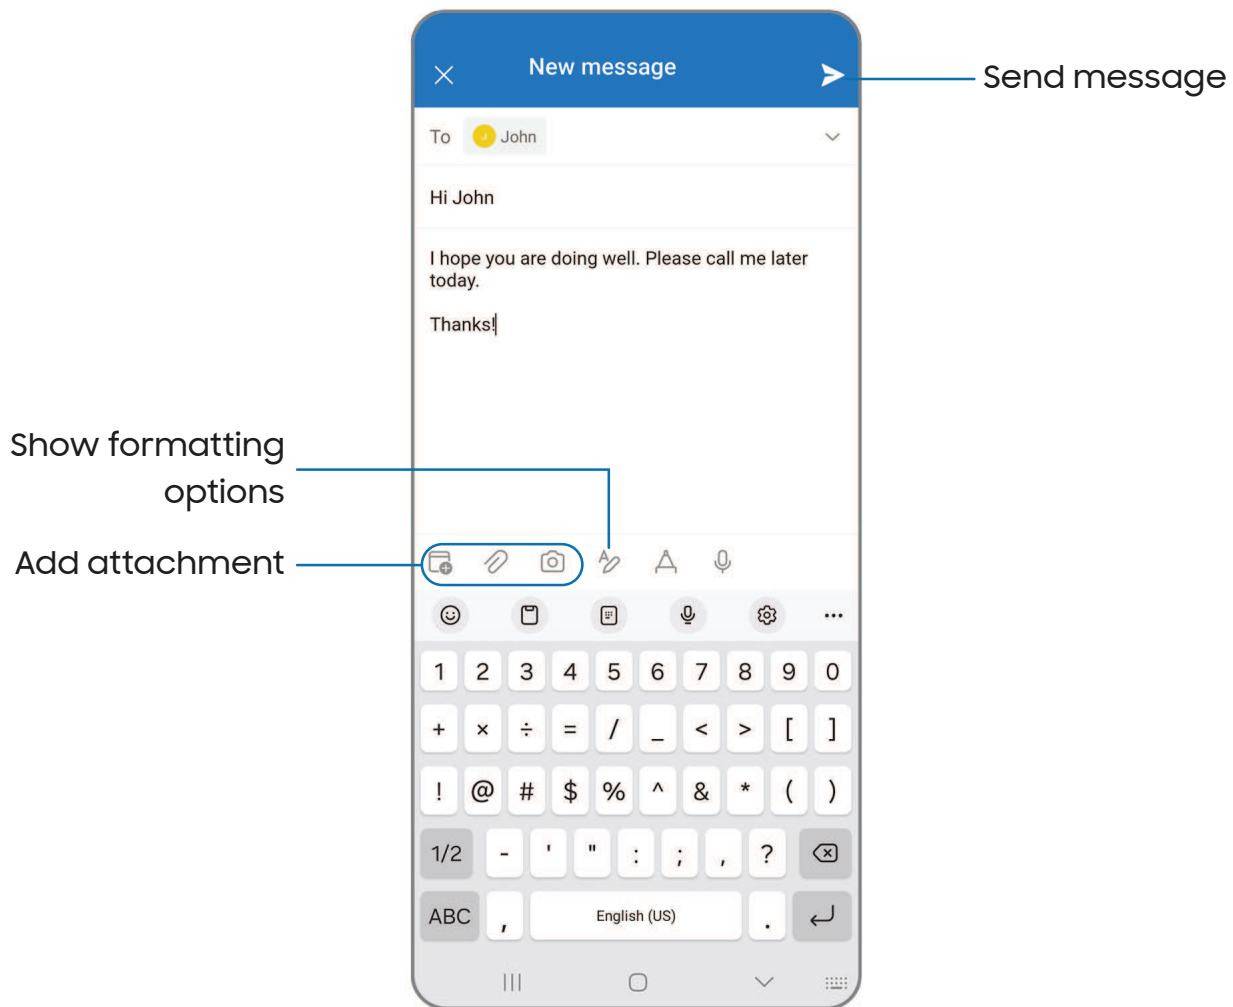 New message
Send message
To John
Hi John
I hope you are doing well. Please call me later
today.
Thanks!
Show formatting
options
Add attachment
1 2 3 4 5 6 7 8 9 0
+ × ÷ = / _ < > [ ]
! @ # $ % ^ & * ( )
1/2 - ' " : ; , ?
ABC , English (US) .